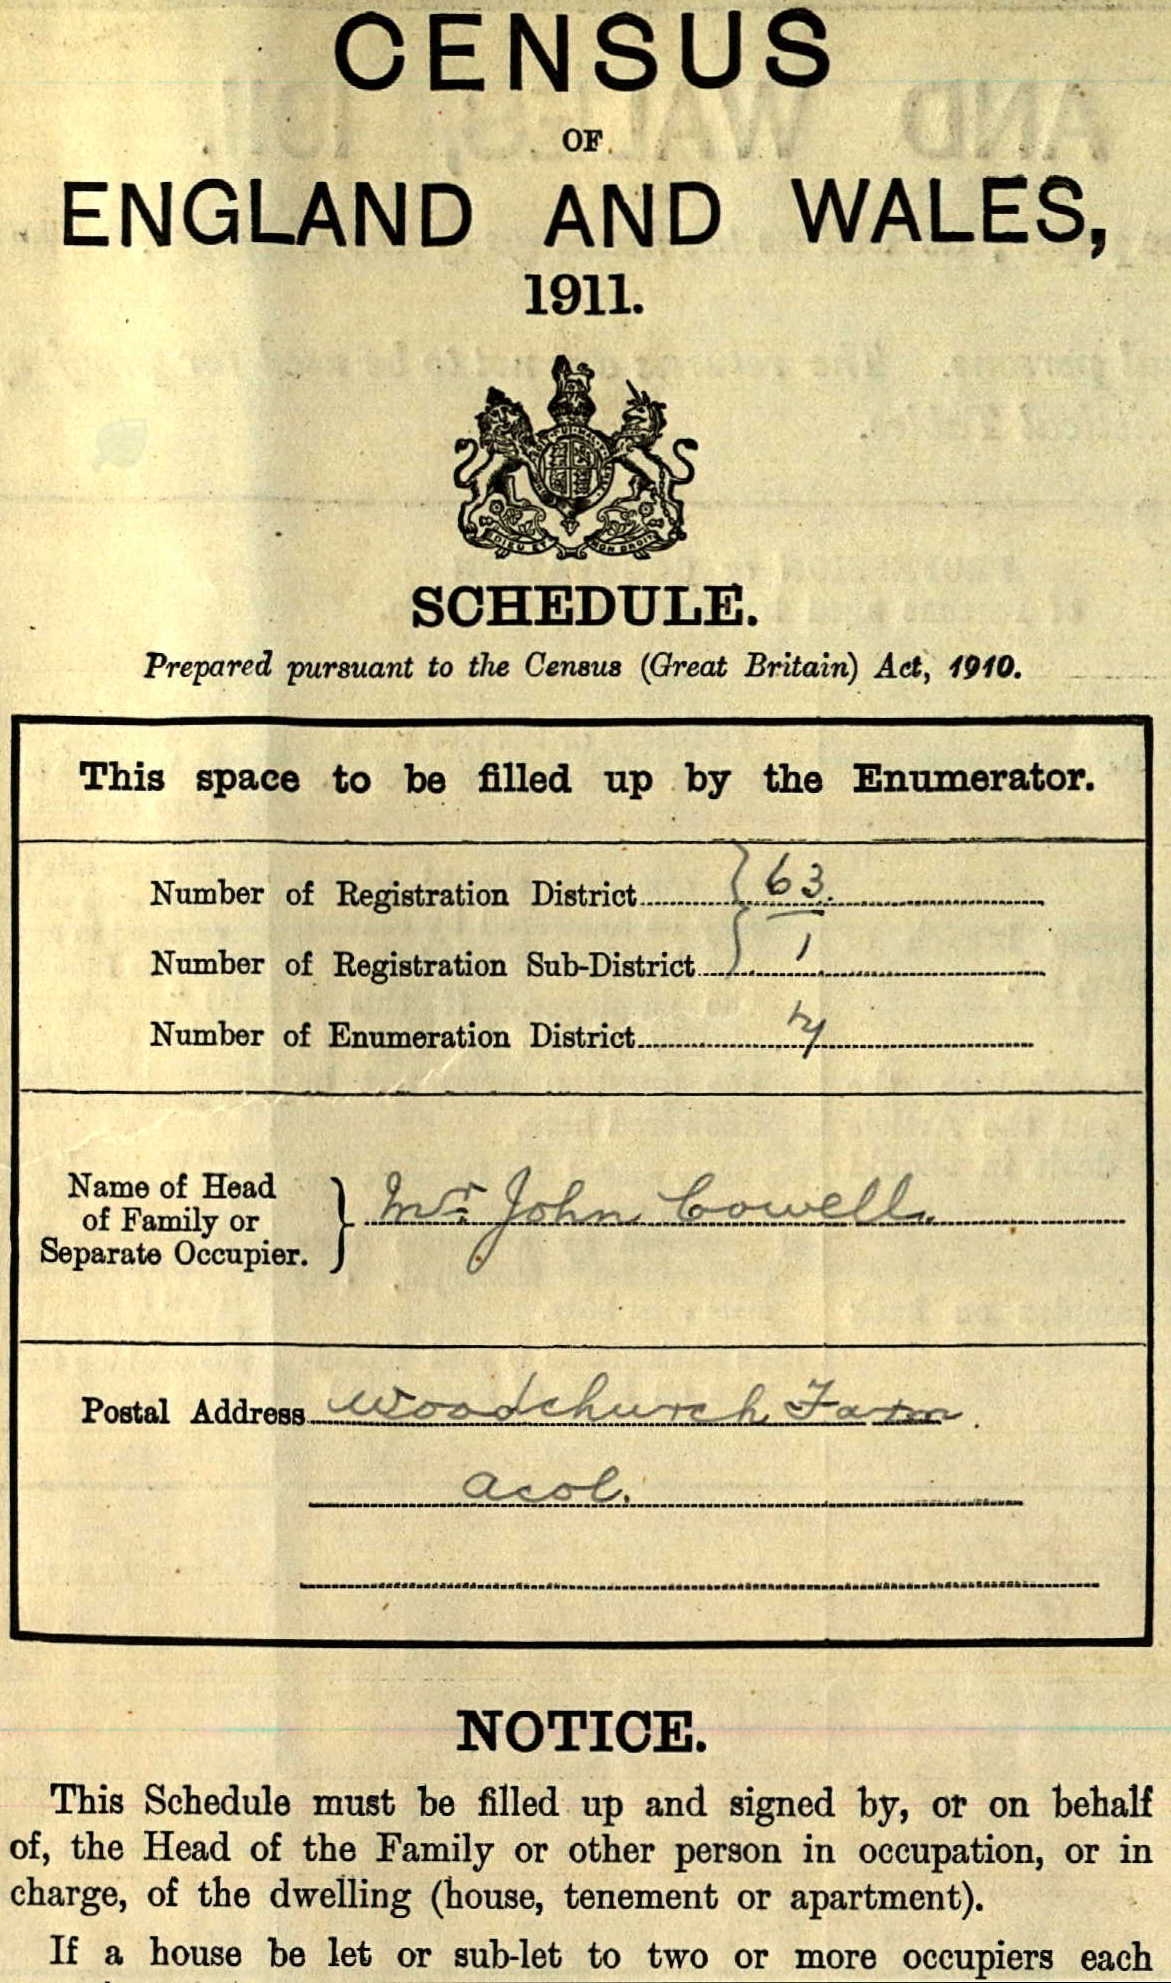 CENSUS
OF
ENGLAND AND WALES,
1911.
DIEU ET MON DROIT
SCHEDULE.
Prepared pursuant to the Census (Great Britain) Act, 1910.
This space to be filled up by the Enumerator.
Number of Registration District 63.
Number of Registration Sub-District 1
Number of Enumeration District 4
Name of Head
of Family or
Separate Occupier. } Mr. John Cowell.
Postal Address Woodchurch Farm.
acol.
NOTICE.
This Schedule must be filled up and signed by, or on behalf
of, the Head of the Family or other person in occupation, or in
charge, of the dwelling (house, tenement or apartment).
If a house be let or sub-let to two or more occupiers each